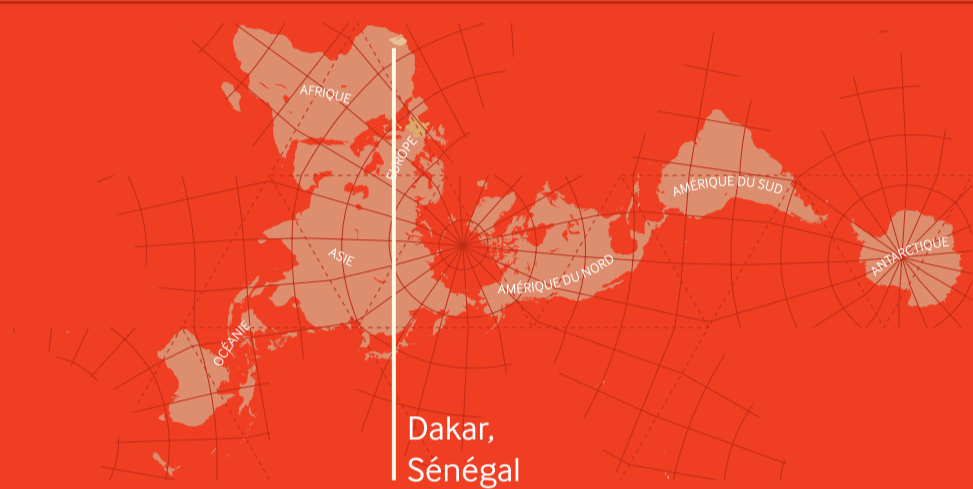 AFRIQUE
EUROPE
AMÉRIQUE DU SUD
ASIE
AMÉRIQUE DU NORD
ANTARCTIQUE
OCÉANIE
Dakar,
Sénégal